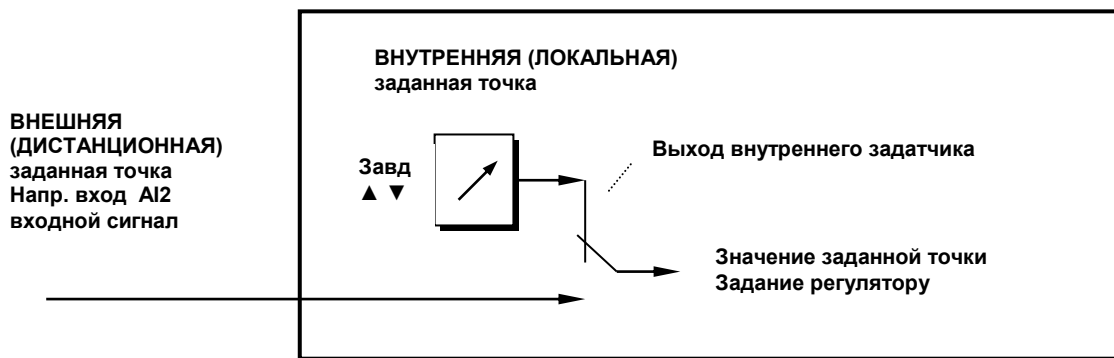 ВНУТРЕННЯЯ (ЛОКАЛЬНАЯ)
заданная точка
ВНЕШНЯЯ
(ДИСТАНЦИОННАЯ)
заданная точка
Напр. вход AI2
входной сигнал
Завд
▲ ▼
Выход внутреннего задатчика
Значение заданной точки
Задание регулятору